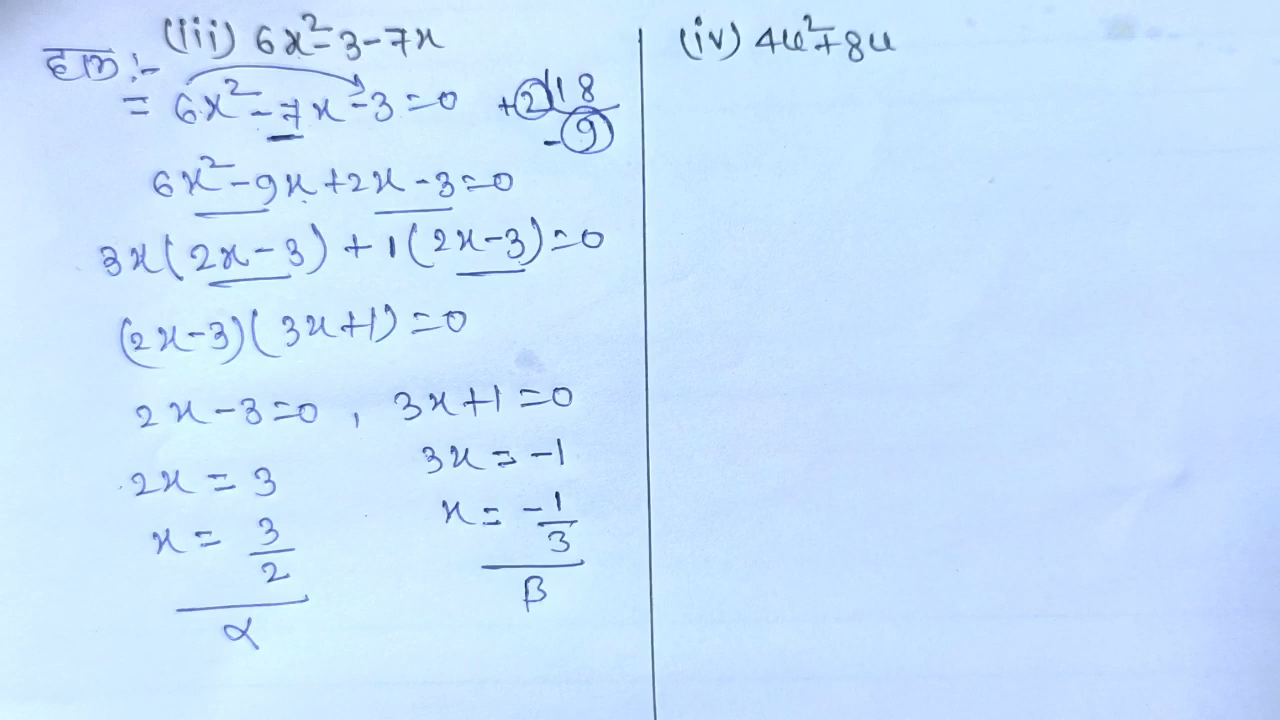 (iii) 6x²-3-7x
हल :-
= 6x²-7x-3=0
+2|18
-9
6x²-9x+2x-3=0
3x(2x-3)+1(2x-3)=0
(2x-3)(3x+1)=0
2x-3=0, 3x+1=0
2x=3
3x=-1
x=3/2
x=-1/3
α
β
(iv) 4u²+8u